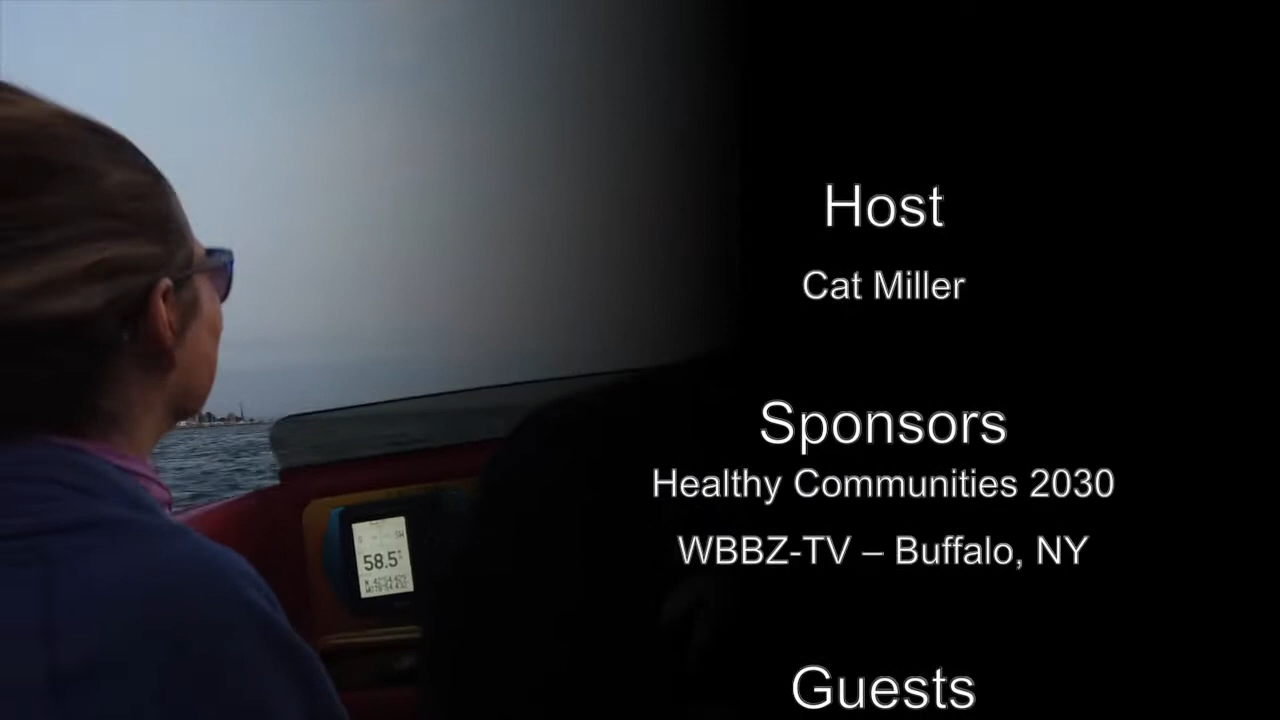 Host
Cat Miller
Sponsors
Healthy Communities 2030
WBBZ-TV – Buffalo, NY
Guests
58.5